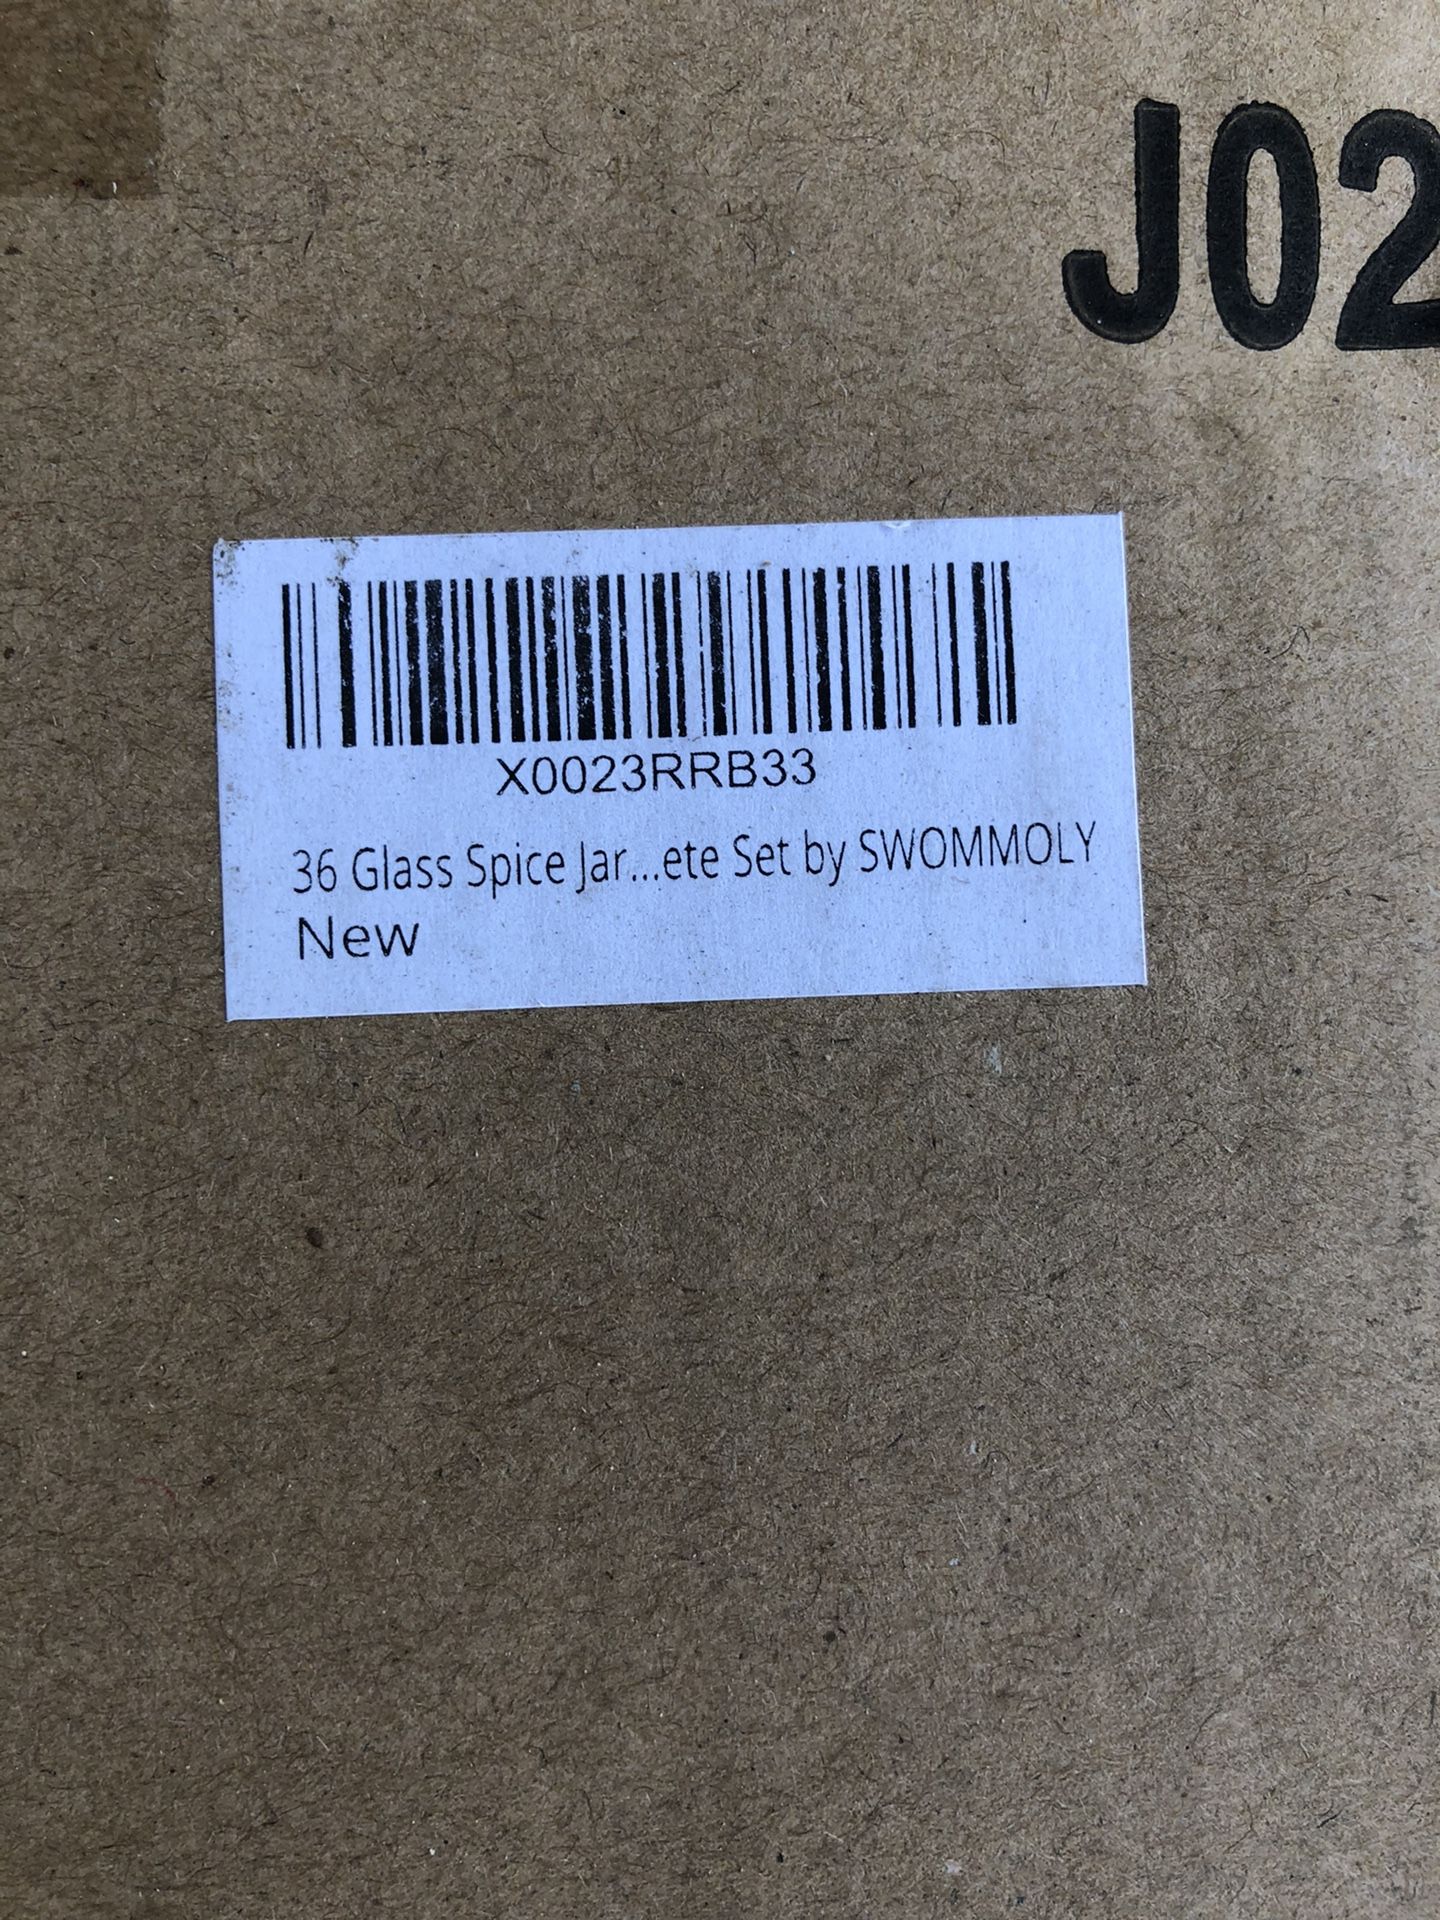 J02
X0023RRB33
36 Glass Spice Jar...ete Set by SWOMMOLY
New